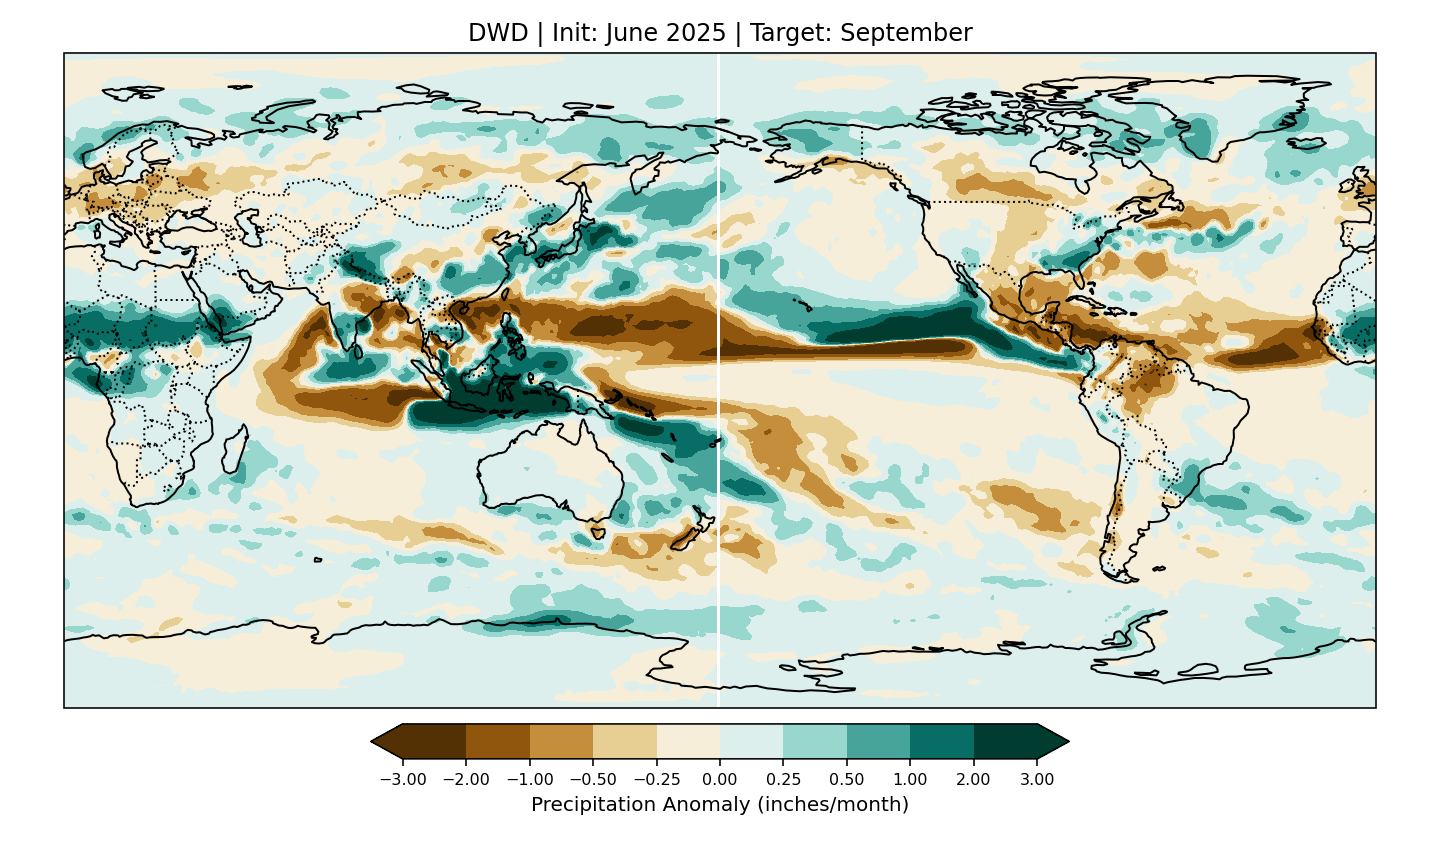 DWD | Init: June 2025 | Target: September
−3.00 −2.00 −1.00 −0.50 −0.25 0.00 0.25 0.50 1.00 2.00 3.00
Precipitation Anomaly (inches/month)